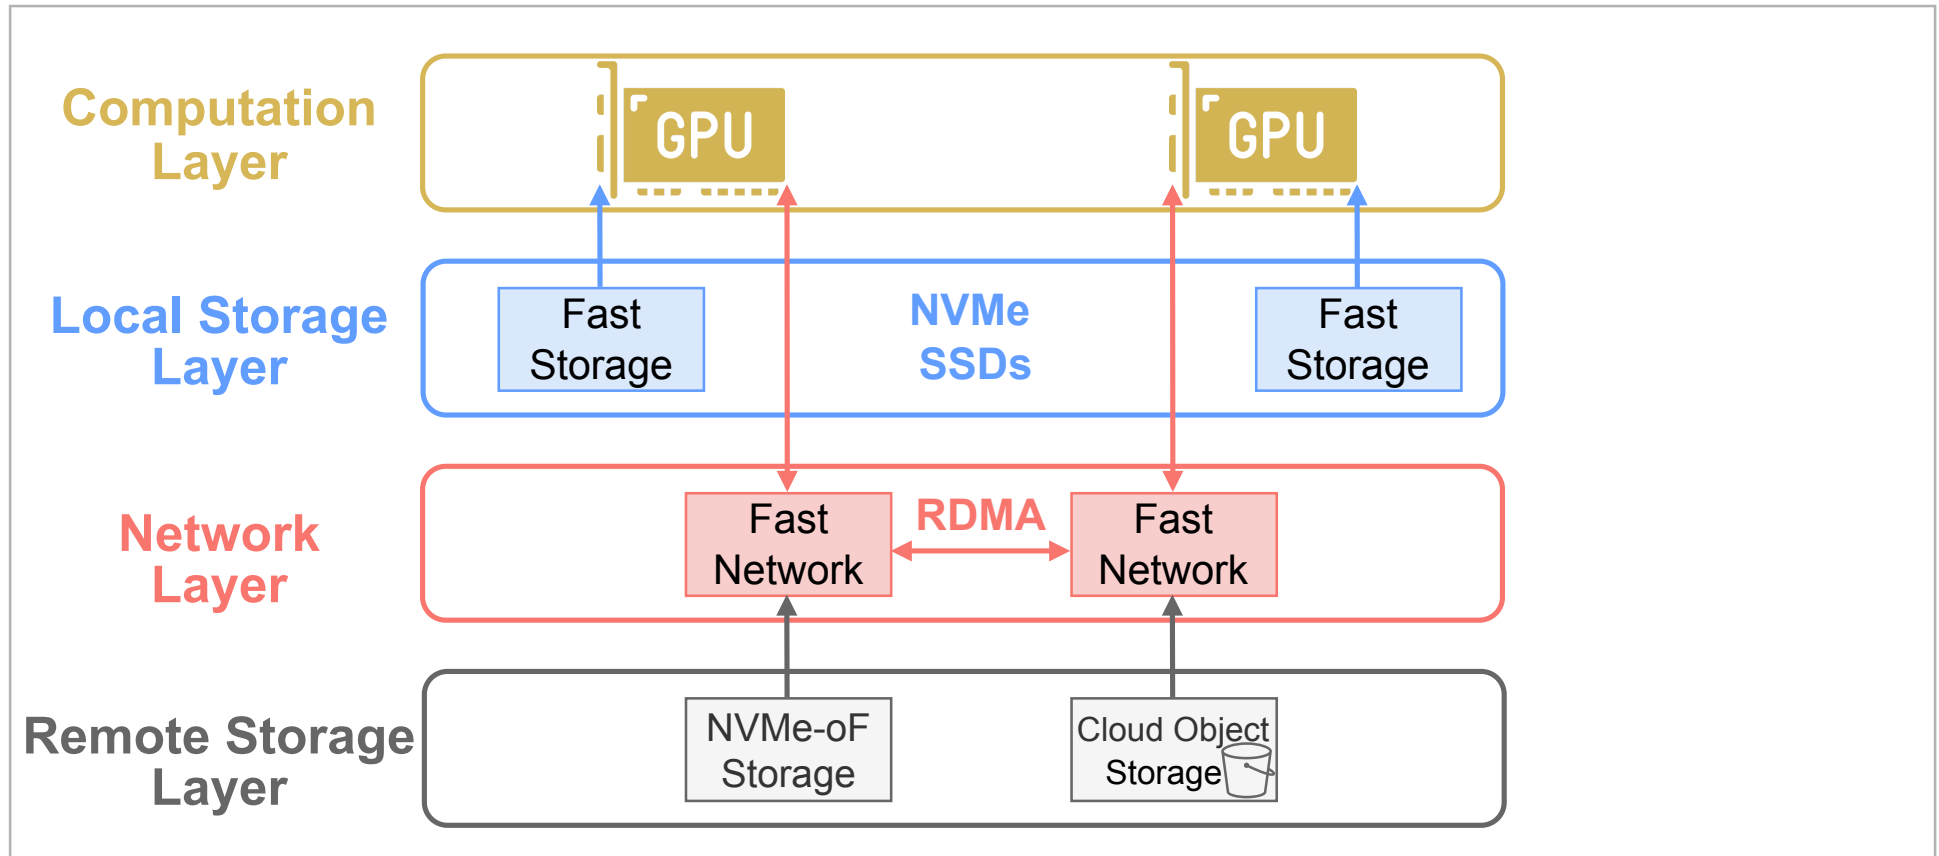 Computation
Layer
GPU
GPU
Local Storage
Layer
Fast
Storage
NVMe
SSDs
Fast
Storage
Network
Layer
Fast
Network
RDMA
Fast
Network
Remote Storage
Layer
NVMe-oF
Storage
Cloud Object
Storage